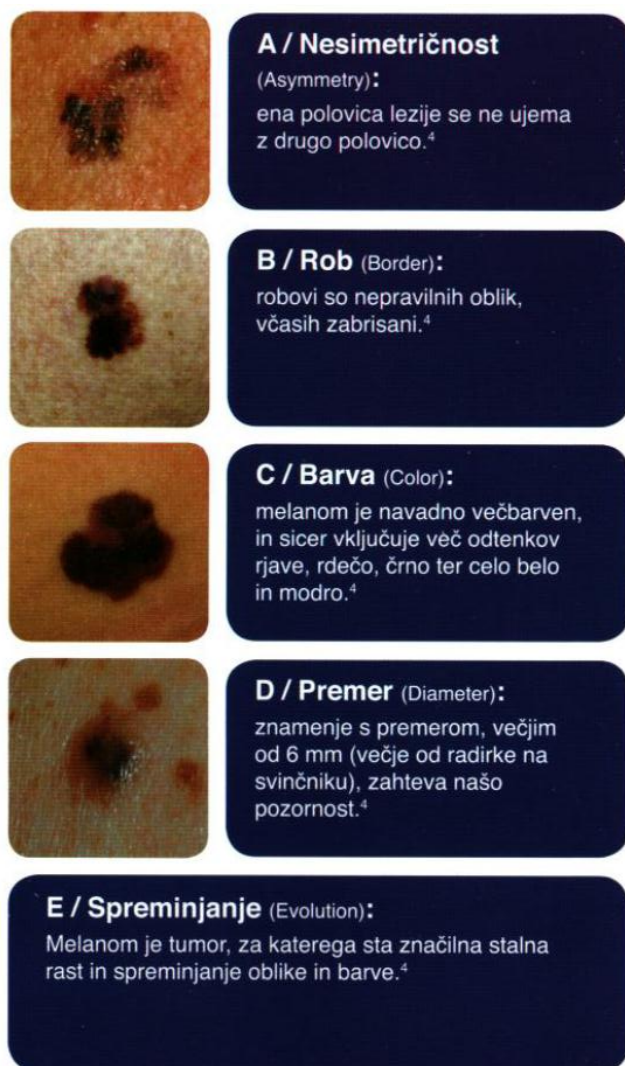 A / Nesimetričnost
(Asymmetry):
ena polovica lezije se ne ujema
z drugo polovico.⁴
B / Rob (Border):
robovi so nepravilnih oblik,
včasih zabrisani.⁴
C / Barva (Color):
melanom je navadno večbarven,
in sicer vključuje več odtenkov
rjave, rdečo, črno ter celo belo
in modro.⁴
D / Premer (Diameter):
znamenje s premerom, večjim
od 6 mm (večje od radirke na
svinčniku), zahteva našo
pozornost.⁴
E / Spreminjanje (Evolution):
Melanom je tumor, za katerega sta značilna stalna
rast in spreminjanje oblike in barve.⁴